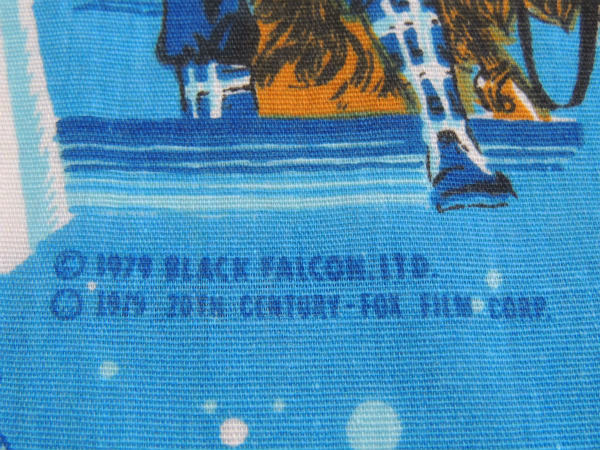 © 1979 BLACK FALCON. LTD.
© 1979 20TH CENTURY-FOX FILM CORP.